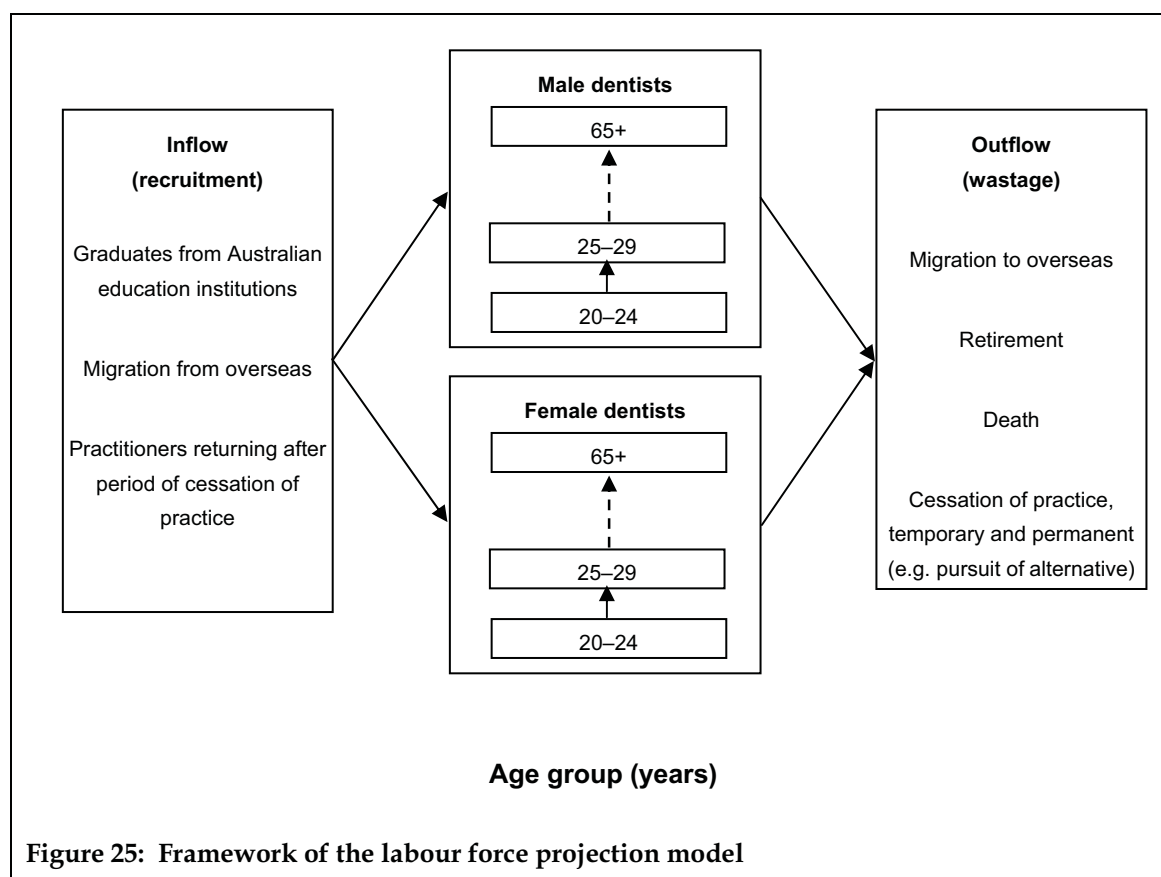 Inflow
(recruitment)
Graduates from Australian
education institutions
Migration from overseas
Practitioners returning after
period of cessation of
practice
Male dentists
65+
25–29
20–24
Female dentists
65+
25–29
20–24
Outflow
(wastage)
Migration to overseas
Retirement
Death
Cessation of practice,
temporary and permanent
(e.g. pursuit of alternative)
Age group (years)
Figure 25: Framework of the labour force projection model